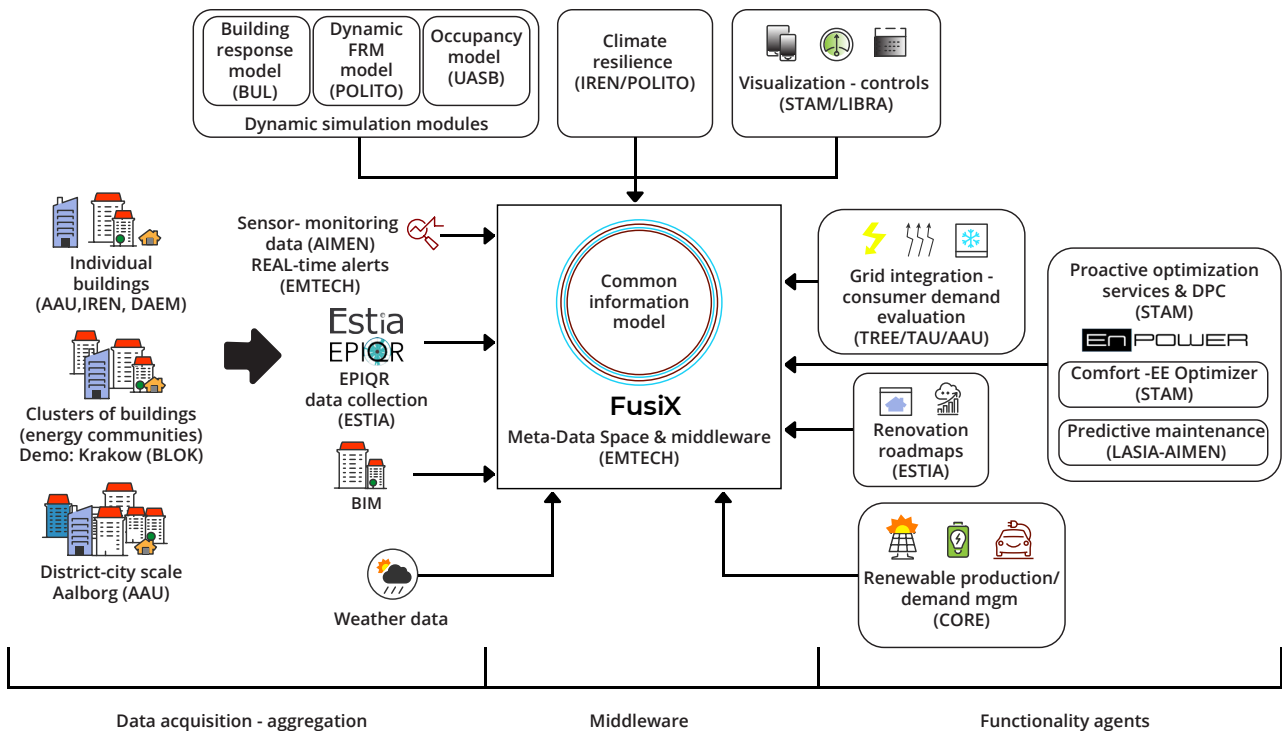 Building
response
model
(BUL)
Dynamic
FRM
model
(POLITO)
Occupancy
model
(UASB)
Dynamic simulation modules
Climate
resilience
(IREN/POLITO)
Visualization - controls
(STAM/LIBRA)
Individual
buildings
(AAU,IREN, DAEM)
Clusters of buildings
(energy communities)
Demo: Krakow (BLOK)
District-city scale
Aalborg (AAU)
Sensor- monitoring
data (AIMEN)
REAL-time alerts
(EMTECH)
Estia
EPIQR
EPIQR
data collection
(ESTIA)
BIM
Weather data
Common
information
model
FusiX
Meta-Data Space & middleware
(EMTECH)
Grid integration -
consumer demand
evaluation
(TREE/TAU/AAU)
Renovation
roadmaps
(ESTIA)
Renewable production/
demand mgm
(CORE)
Proactive optimization
services & DPC
(STAM)
EnPOWER
Comfort -EE Optimizer
(STAM)
Predictive maintenance
(LASIA-AIMEN)
Data acquisition - aggregation
Middleware
Functionality agents